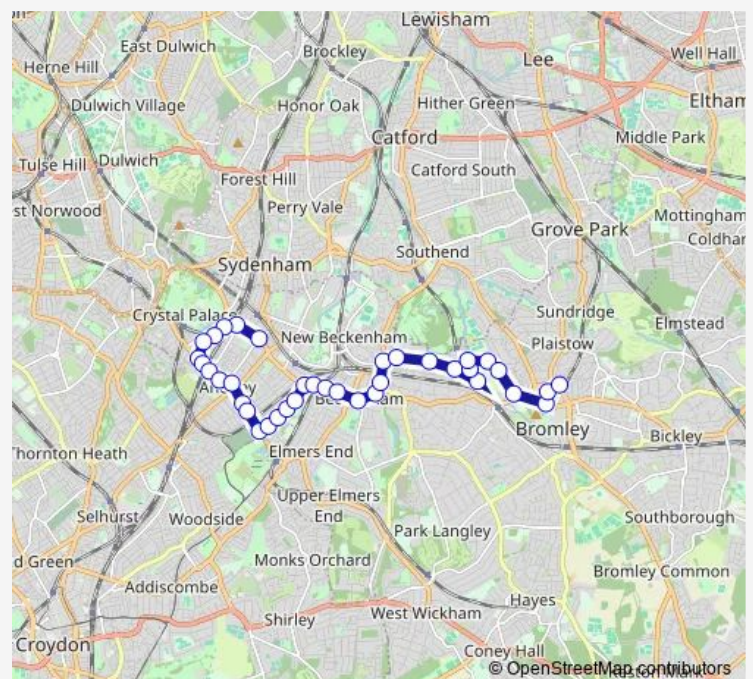 Lewisham
East Dulwich
Brockley
Lee
Well Hall
Herne Hill
Dulwich Village
Honor Oak
Hither Green
Eltham
Catford
Middle Park
Tulse Hill
Dulwich
Forest Hill
Catford South
st Norwood
Perry Vale
Mottingham
Grove Park
Coldhar
Southend
Sydenham
Crystal Palace
Sundridge
Elmstead
New Beckenham
Plaistow
Bromley
Bickley
Thornton Heath
Elmers End
Upper Elmers
End
Selhurst
Woodside
Southborough
Park Langley
d Green
Monks Orchard
Bromley Common
Addiscombe
Hayes
Shirley
West Wickham
Croydon
Coney Hall
© OpenStreetMap contributors